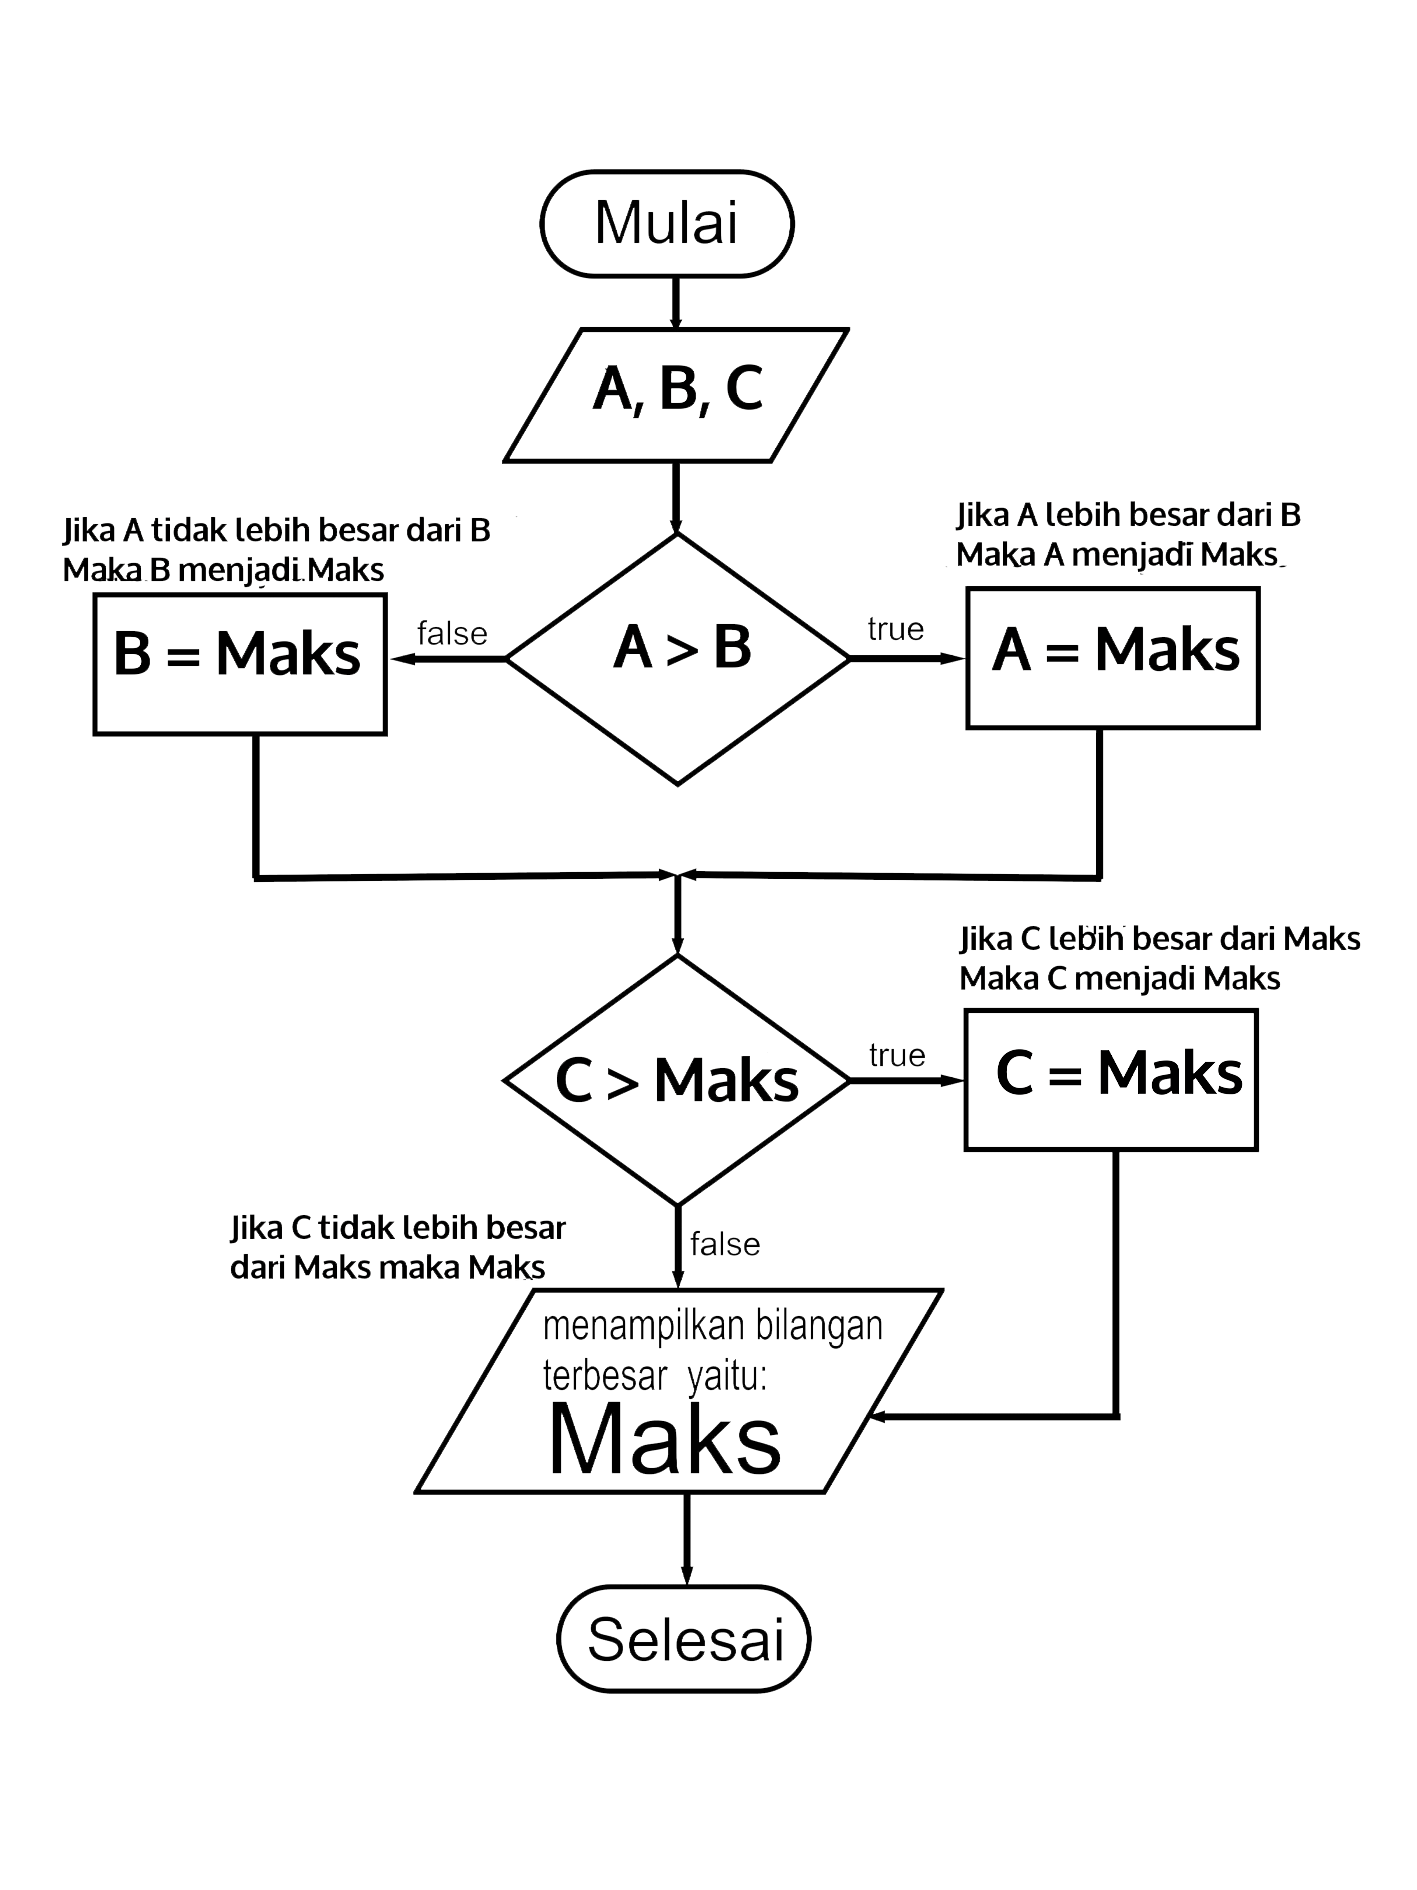 Mulai
A, B, C
Jika A tidak lebih besar dari B
Maka B menjadi Maks
B = Maks
false
A > B
true
Jika A lebih besar dari B
Maka A menjadi Maks
A = Maks
C > Maks
true
Jika C lebih besar dari Maks
Maka C menjadi Maks
C = Maks
false
Jika C tidak lebih besar
dari Maks maka Maks
menampilkan bilangan
terbesar yaitu:
Maks
Selesai